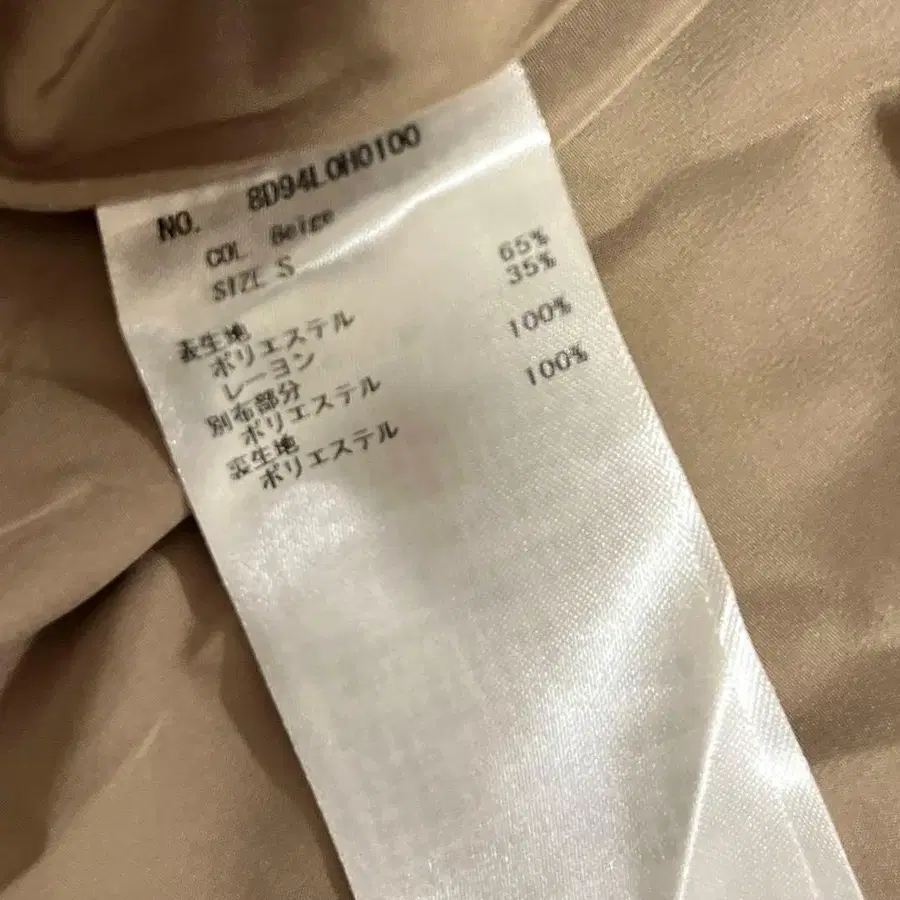 NO. 8D94L0H0100
COL Beige
SIZE S
表生地
ポリエステル 65%
レーヨン 35%
別布部分
ポリエステル 100%
裏生地
ポリエステル 100%